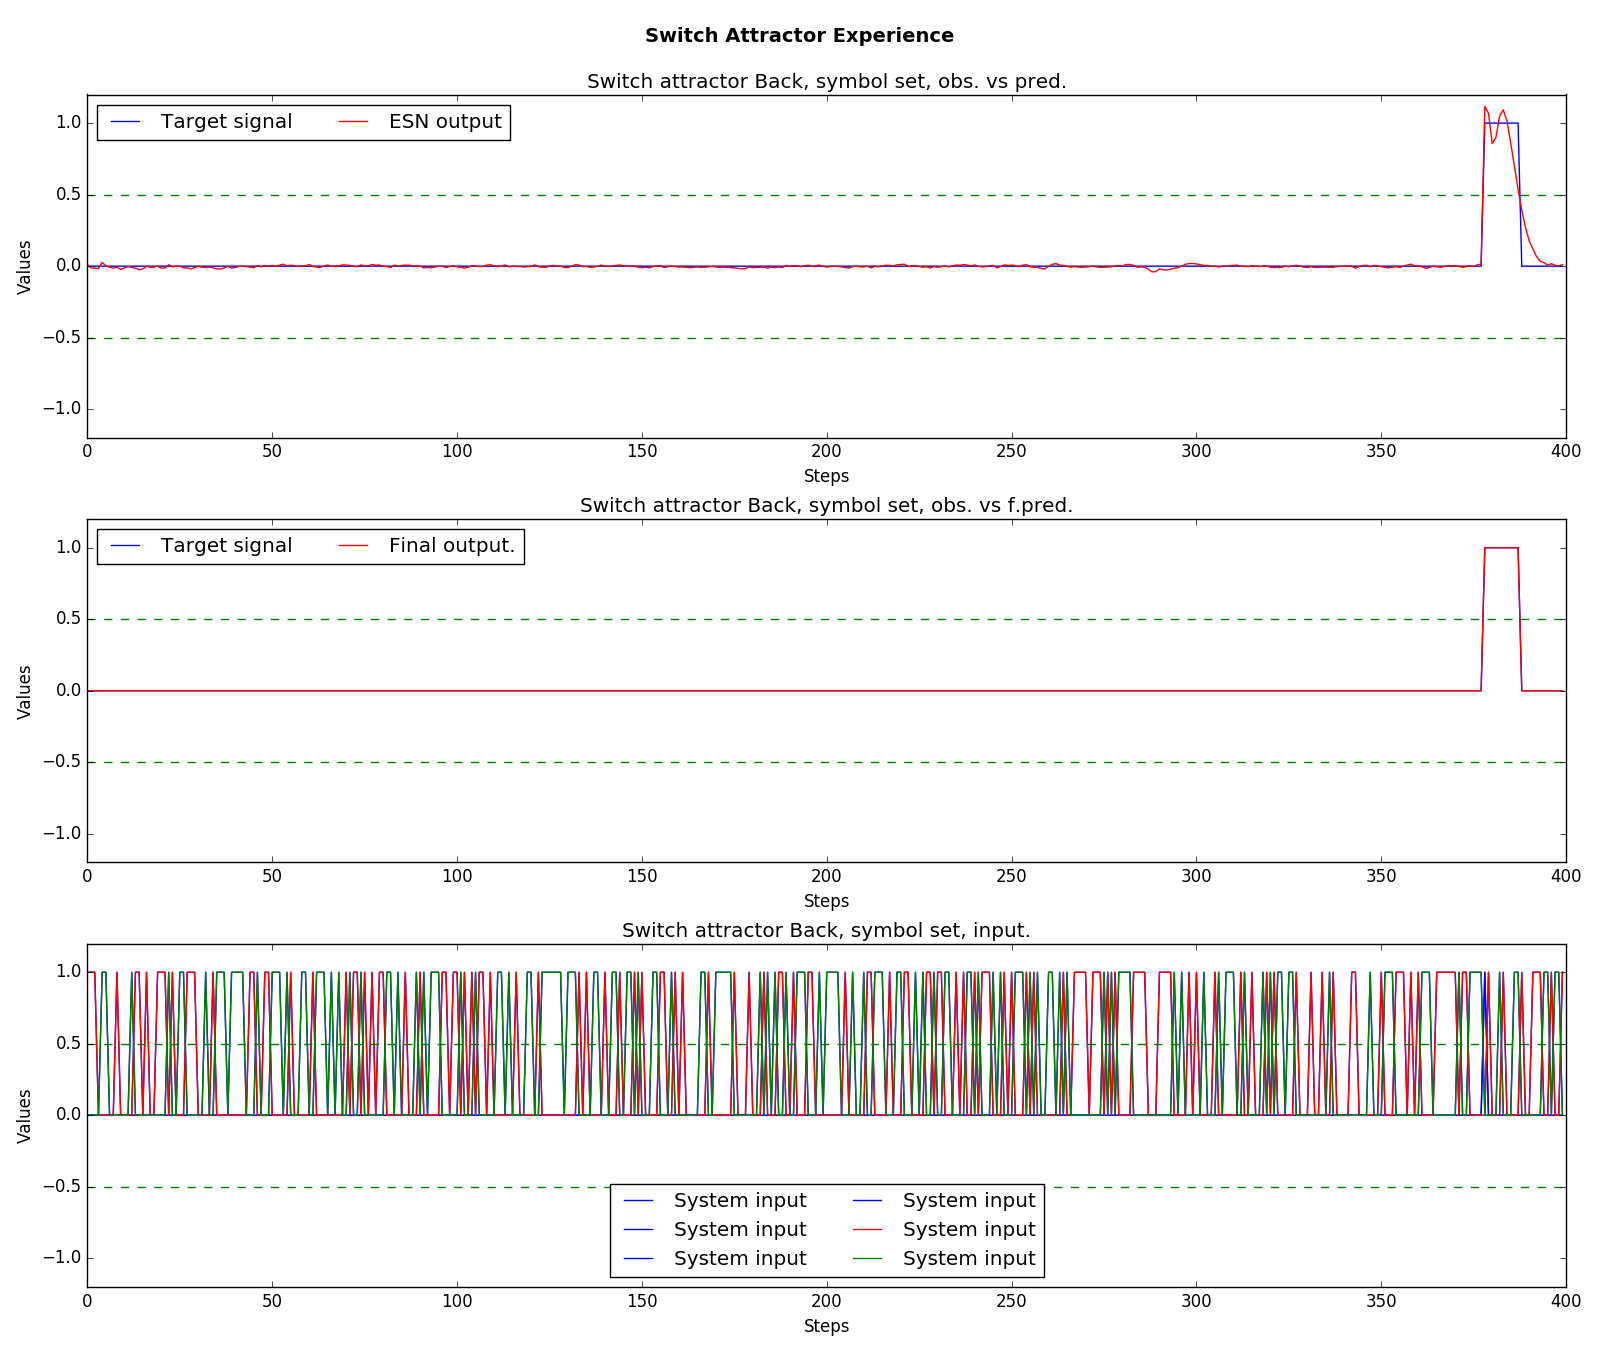 Switch Attractor Experience
Switch attractor Back, symbol set, obs. vs pred.
Target signal ESN output
1.0
0.5
0.0
−0.5
−1.0
Values
0 50 100 150 200 250 300 350 400
Steps
Switch attractor Back, symbol set, obs. vs f.pred.
Target signal Final output.
1.0
0.5
0.0
−0.5
−1.0
Values
0 50 100 150 200 250 300 350 400
Steps
Switch attractor Back, symbol set, input.
1.0
0.5
0.0
−0.5
−1.0
Values
System input System input
System input System input
System input System input
0 50 100 150 200 250 300 350 400
Steps